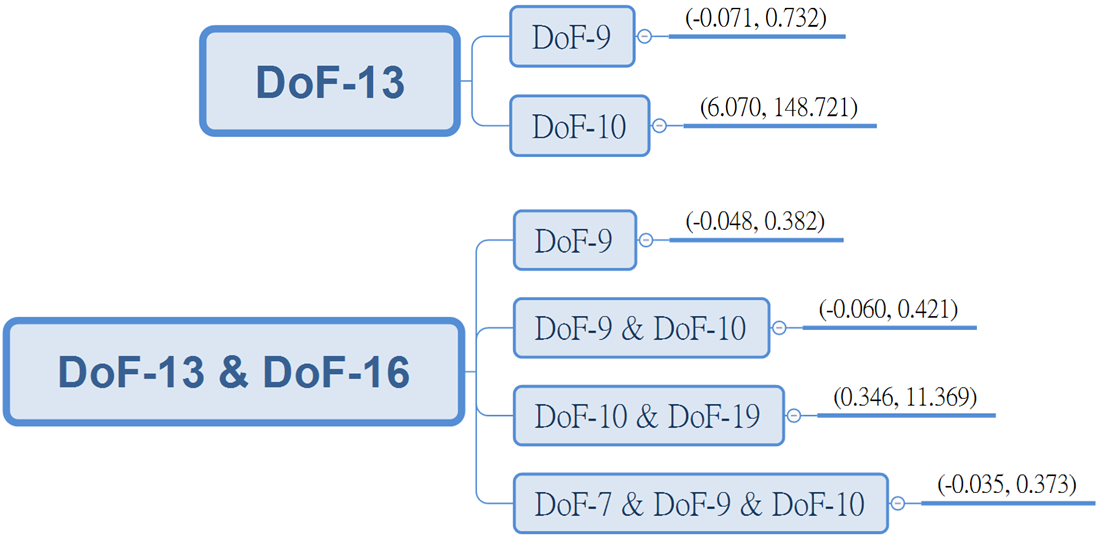 DoF-13
DoF-9
(-0.071, 0.732)
DoF-10
(6.070, 148.721)
DoF-13 & DoF-16
DoF-9
(-0.048, 0.382)
DoF-9 & DoF-10
(-0.060, 0.421)
DoF-10 & DoF-19
(0.346, 11.369)
DoF-7 & DoF-9 & DoF-10
(-0.035, 0.373)